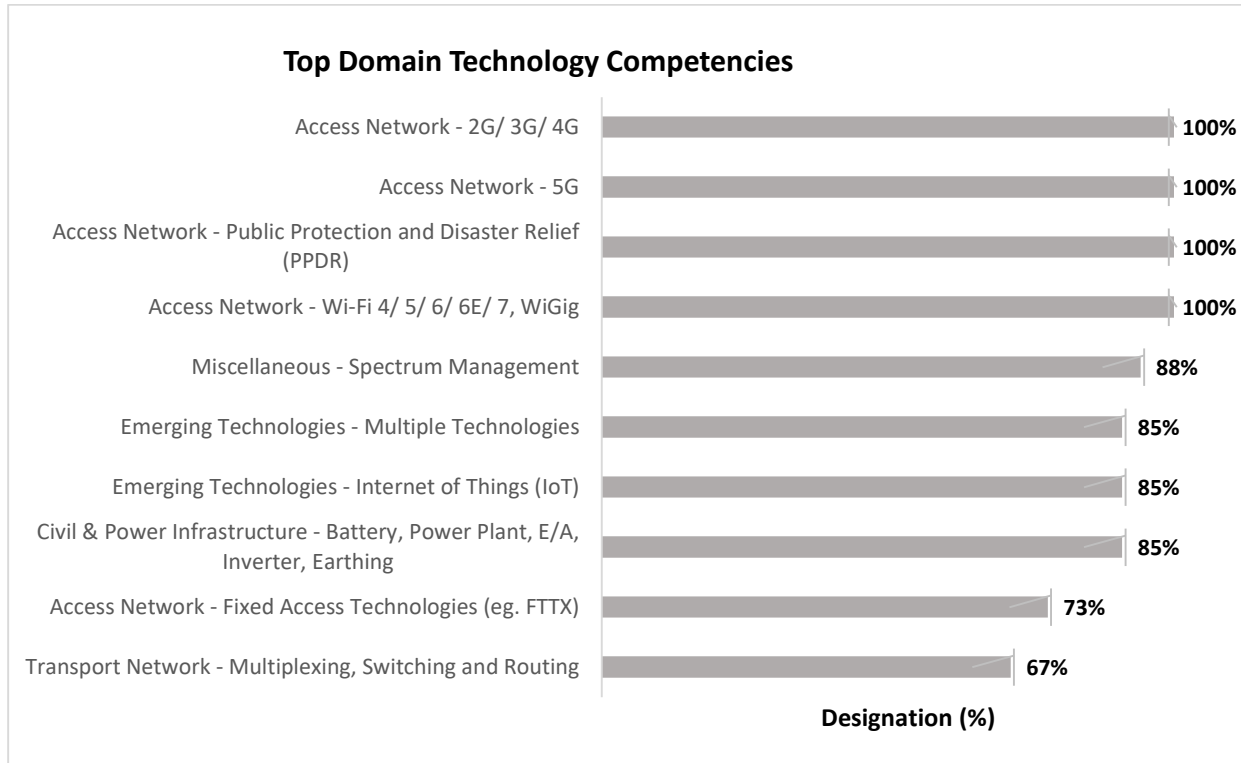 Top Domain Technology Competencies
Access Network - 2G/ 3G/ 4G
100%
Access Network - 5G
100%
Access Network - Public Protection and Disaster Relief
(PPDR)
100%
Access Network - Wi-Fi 4/ 5/ 6/ 6E/ 7, WiGig
100%
Miscellaneous - Spectrum Management
88%
Emerging Technologies - Multiple Technologies
85%
Emerging Technologies - Internet of Things (IoT)
85%
Civil & Power Infrastructure - Battery, Power Plant, E/A,
Inverter, Earthing
85%
Access Network - Fixed Access Technologies (eg. FTTX)
73%
Transport Network - Multiplexing, Switching and Routing
67%
Designation (%)